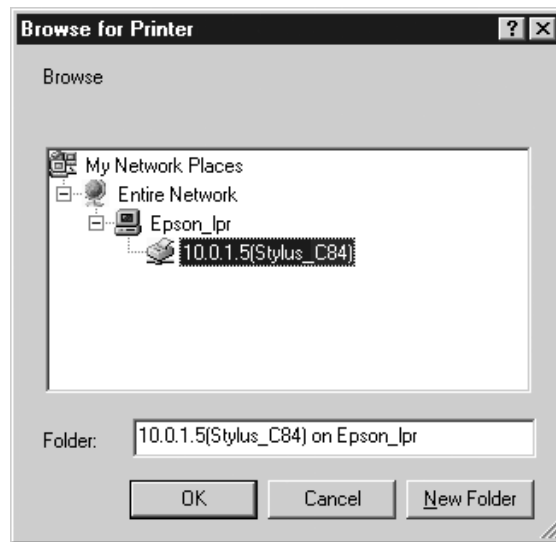 Browse for Printer
Browse
My Network Places
Entire Network
Epson_lpr
10.0.1.5(Stylus_C84)
Folder: 10.0.1.5(Stylus_C84) on Epson_lpr
OK Cancel New Folder